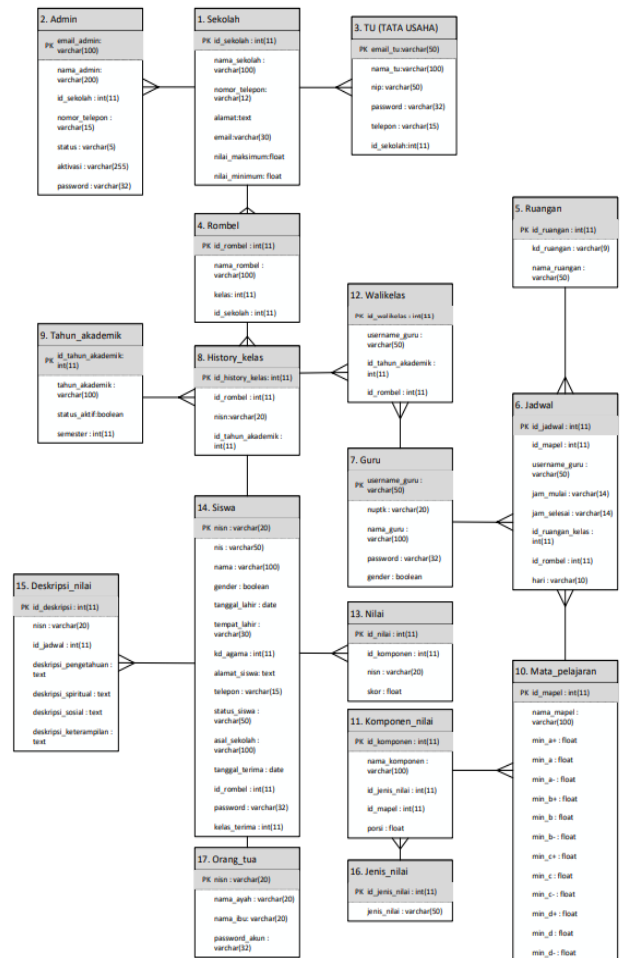 2. Admin
PK email_admin:
varchar(100)
nama_admin:
varchar(200)
id_sekolah : int(11)
nomor_telepon :
varchar(15)
status : varchar(5)
aktivasi : varchar(255)
password : varchar(32)
1. Sekolah
PK id_sekolah : int(11)
nama_sekolah :
varchar(100)
nomor_telepon:
varchar(12)
alamat:text
email:varchar(30)
nilai_maksimum:float
nilai_minimum: float
3. TU (TATA USAHA)
PK email_tu:varchar(50)
nama_tu:varchar(100)
nip: varchar(50)
password : varchar(32)
telepon : varchar(15)
id_sekolah:int(11)
4. Rombel
PK id_rombel : int(11)
nama_rombel :
varchar(100)
kelas: int(11)
id_sekolah : int(11)
5. Ruangan
PK id_ruangan : int(11)
kd_ruangan : varchar(9)
nama_ruangan :
varchar(50)
12. Walikelas
PK id_walikelas : int(11)
username_guru :
varchar(50)
id_tahun_akademik :
int(11)
id_rombel : int(11)
9. Tahun_akademik
PK id_tahun_akademik:
int(11)
tahun_akademik :
varchar(100)
status_aktif:boolean
semester : int(11)
8. History_kelas
PK id_history_kelas: int(11)
id_rombel : int(11)
nisn:varchar(20)
id_tahun_akademik :
int(11)
6. Jadwal
PK id_jadwal : int(11)
id_mapel : int(11)
username_guru :
varchar(50)
jam_mulai : varchar(14)
jam_selesai : varchar(14)
id_ruangan_kelas :
int(11)
id_rombel : int(11)
hari : varchar(10)
7. Guru
PK username_guru :
varchar(50)
nuptk : varchar(20)
nama_guru :
varchar(100)
password : varchar(32)
gender : boolean
14. Siswa
PK nisn : varchar(20)
nis : varchar50)
nama : varchar(100)
gender : boolean
tanggal_lahir : date
tempat_lahir :
varchar(30)
kd_agama : int(11)
alamat_siswa: text
telepon : varchar(15)
status_siswa :
varchar(50)
asal_sekolah :
varchar(100)
tanggal_terima : date
id_rombel : int(11)
password : varchar(32)
kelas_terima : int(11)
15. Deskripsi_nilai
PK id_deskripsi : int(11)
nisn : varchar(20)
id_jadwal : int(11)
deskripsi_pengetahuan :
text
deskripsi_spiritual : text
deskripsi_sosial : text
deskripsi_keterampilan :
text
13. Nilai
PK id_nilai : int(11)
id_komponen : int(11)
nisn : varchar(20)
skor : float
11. Komponen_nilai
PK id_komponen : int(11)
nama_komponen :
varchar(100)
id_jenis_nilai : int(11)
id_mapel : int(11)
porsi : float
10. Mata_pelajaran
PK id_mapel : int(11)
nama_mapel :
varchar(100)
min_a+ : float
min_a : float
min_a- : float
min_b+ : float
min_b : float
min_b- : float
min_c+ : float
min_c : float
min_c- : float
min_d+ : float
min_d : float
min_d- : float
17. Orang_tua
PK nisn : varchar(20)
nama_ayah : varchar(20)
nama_ibu: varchar(20)
password_akun :
varchar(32)
16. Jenis_nilai
PK id_jenis_nilai : int(11)
jenis_nilai : varchar(50)